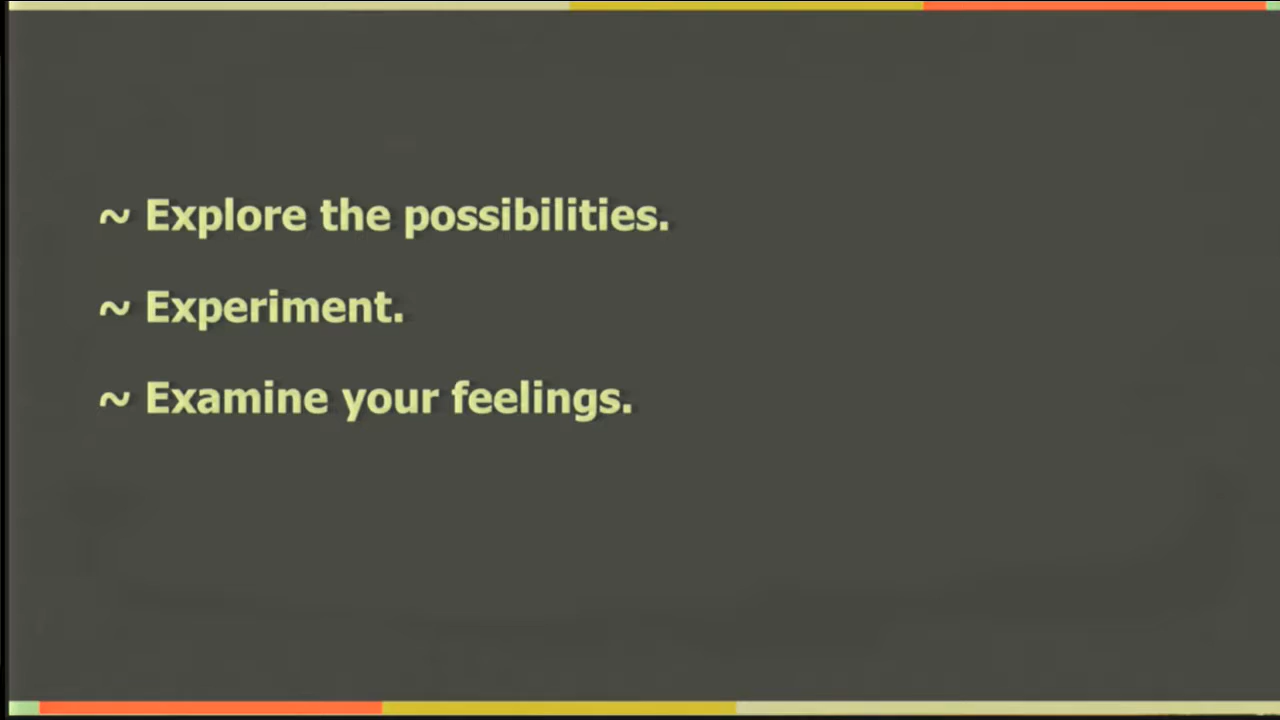 ~ Explore the possibilities.
~ Experiment.
~ Examine your feelings.